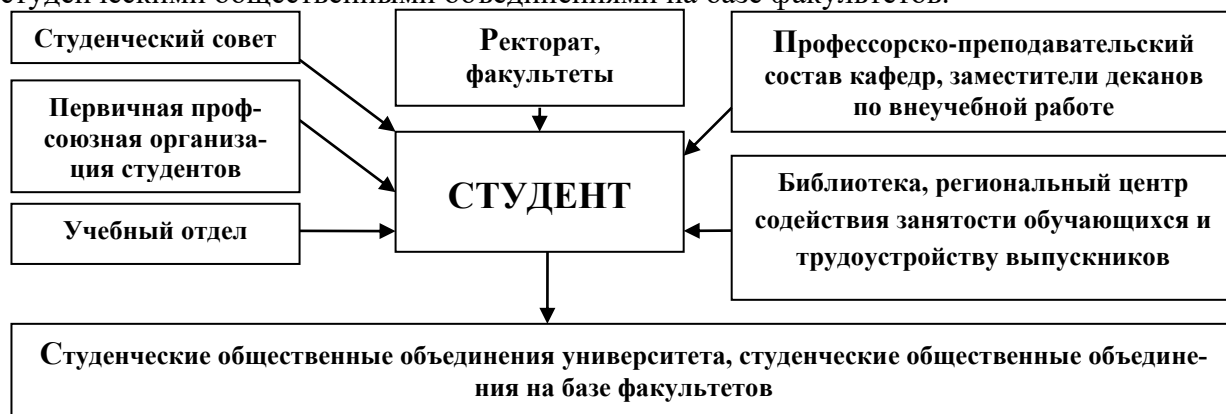 студенческими общественными объединениями на базе факультетов.
Студенческий совет
Ректорат,
факультеты
Профессорско-преподавательский
состав кафедр, заместители деканов
по внеучебной работе
Первичная проф-
союзная организа-
ция студентов
СТУДЕНТ
Библиотека, региональный центр
содействия занятости обучающихся и
трудоустройству выпускников
Учебный отдел
Студенческие общественные объединения университета, студенческие общественные объедине-
ния на базе факультетов